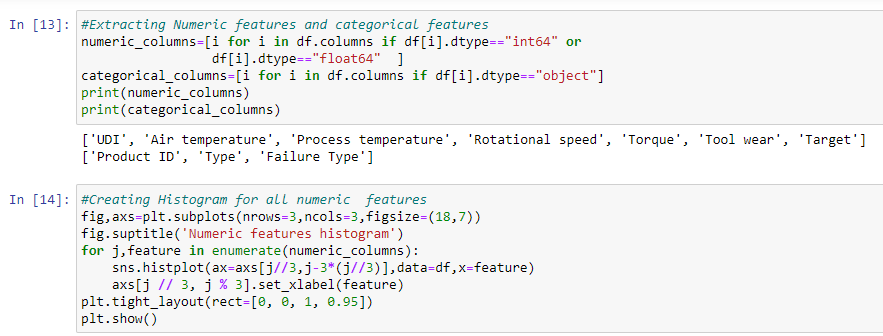 In [13]: #Extracting Numeric features and categorical features
numeric_columns=[i for i in df.columns if df[i].dtype=="int64" or
df[i].dtype=="float64"  ]
categorical_columns=[i for i in df.columns if df[i].dtype=="object"]
print(numeric_columns)
print(categorical_columns)
['UDI', 'Air temperature', 'Process temperature', 'Rotational speed', 'Torque', 'Tool wear', 'Target']
['Product ID', 'Type', 'Failure Type']
In [14]: #Creating Histogram for all numeric  features
fig,axs=plt.subplots(nrows=3,ncols=3,figsize=(18,7))
fig.suptitle('Numeric features histogram')
for j,feature in enumerate(numeric_columns):
    sns.histplot(ax=axs[j//3,j-3*(j//3)],data=df,x=feature)
    axs[j // 3, j % 3].set_xlabel(feature)
plt.tight_layout(rect=[0, 0, 1, 0.95])
plt.show()